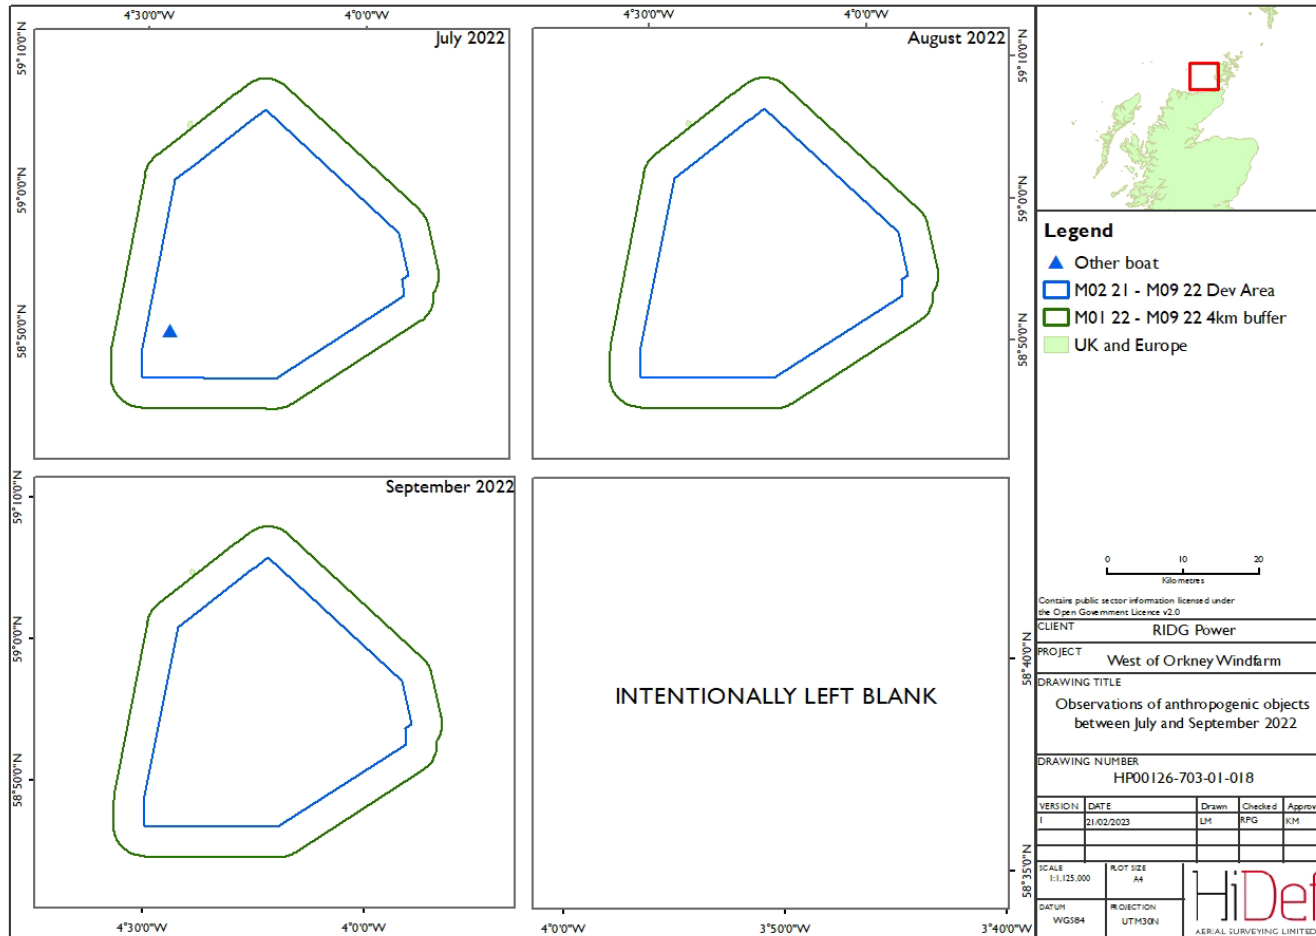 4°30'0"W
4°0'0"W
4°30'0"W
4°0'0"W
July 2022
August 2022
59°10'0"N
59°0'0"N
58°50'0"N
59°10'0"N
59°0'0"N
58°50'0"N
September 2022
59°10'0"N
59°0'0"N
58°50'0"N
INTENTIONALLY LEFT BLANK
58°40'0"N
58°35'0"N
4°30'0"W
4°0'0"W
4°0'0"W
3°50'0"W
3°40'0"W
Legend
Other boat
M02 21 - M09 22 Dev Area
M01 22 - M09 22 4km buffer
UK and Europe
0 10 20
Kilometres
Contains public sector information licensed under
the Open Government Licence v2.0
CLIENT
RIDG Power
PROJECT
West of Orkney Windfarm
DRAWING TITLE
Observations of anthropogenic objects
between July and September 2022
DRAWING NUMBER
HP00126-703-01-018
VERSION DATE Drawn Checked Approv
1 21/02/2023 LM RPG KM
SCALE
1:1,125,000
PLOT SIZE
A4
DATUM
WGS84
PROJECTION
UTM30N
HiDef
AERIAL SURVEYING LIMITED